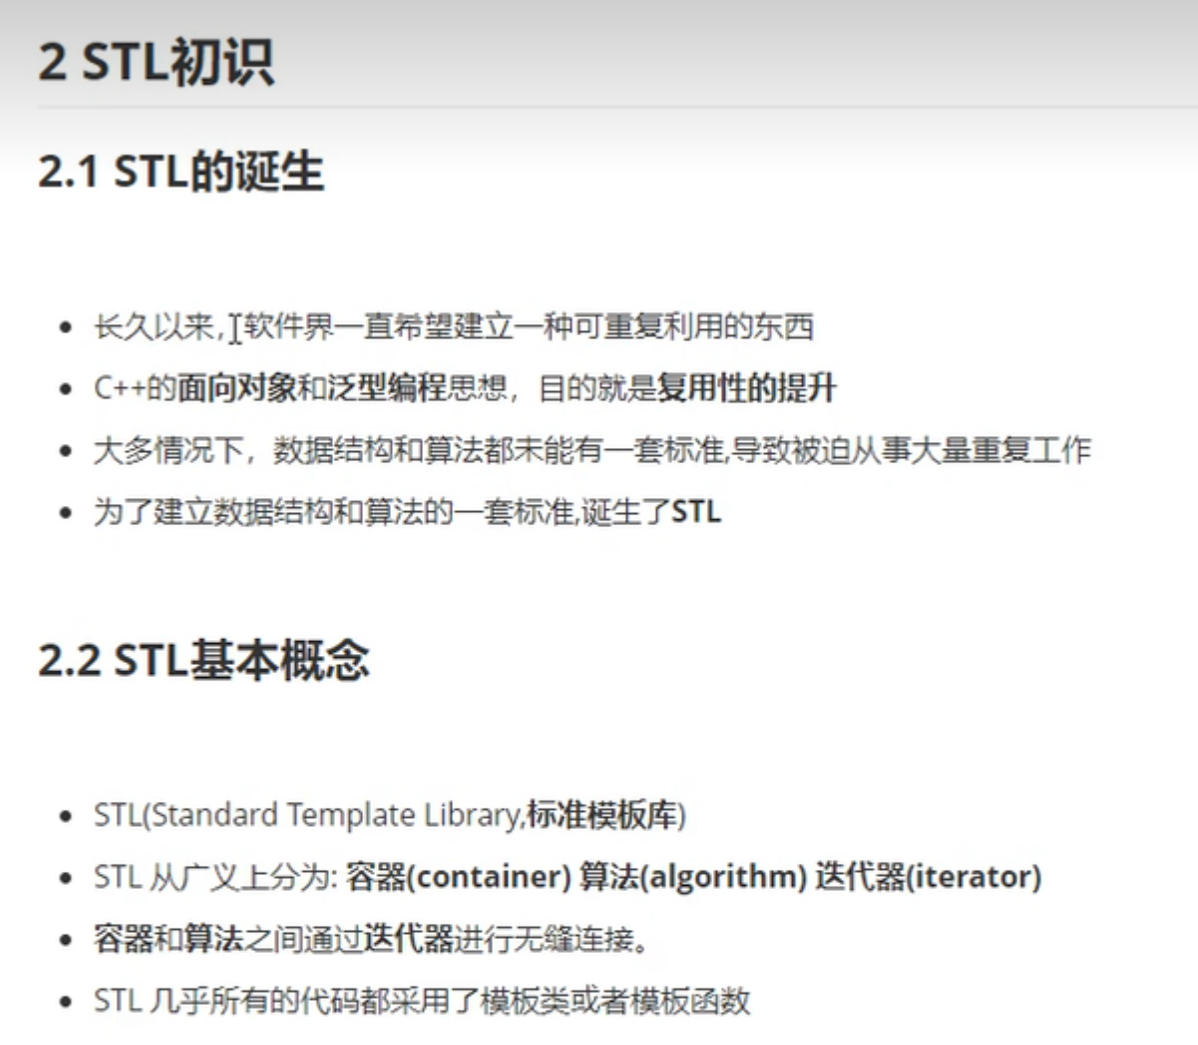 2 STL初识
2.1 STL的诞生
长久以来,软件界一直希望建立一种可重复利用的东西
C++的面向对象和泛型编程思想，目的就是复用性的提升
大多情况下，数据结构和算法都未能有一套标准,导致被迫从事大量重复工作
为了建立数据结构和算法的一套标准,诞生了STL
2.2 STL基本概念
STL(Standard Template Library,标准模板库)
STL 从广义上分为: 容器(container) 算法(algorithm) 迭代器(iterator)
容器和算法之间通过迭代器进行无缝连接。
STL 几乎所有的代码都采用了模板类或者模板函数